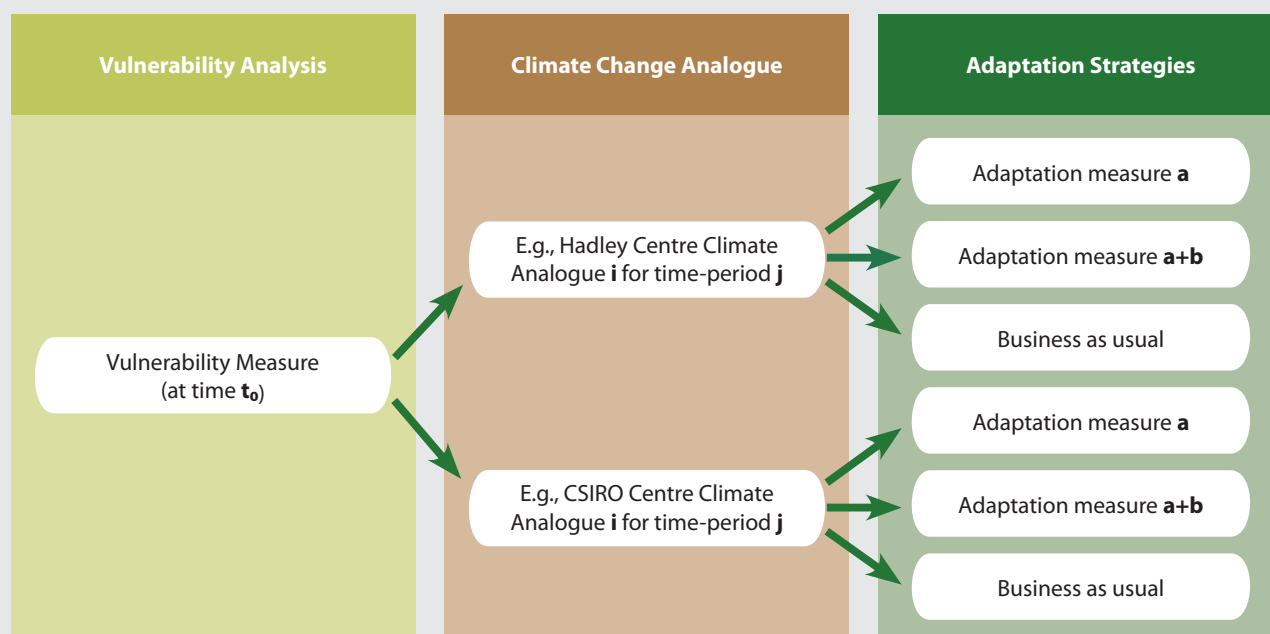 Vulnerability Analysis
Climate Change Analogue
Adaptation Strategies
Vulnerability Measure
(at time t₀)
E.g., Hadley Centre Climate
Analogue i for time-period j
E.g., CSIRO Centre Climate
Analogue i for time-period j
Adaptation measure a
Adaptation measure a+b
Business as usual
Adaptation measure a
Adaptation measure a+b
Business as usual